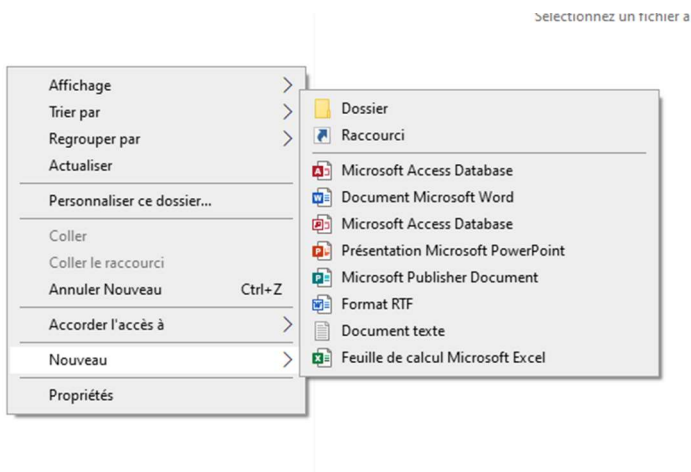 Sélectionnez un fichier à
Affichage
Trier par
Regrouper par
Actualiser
Personnaliser ce dossier...
Coller
Coller le raccourci
Annuler Nouveau Ctrl+Z
Accorder l'accès à
Nouveau
Propriétés
Dossier
Raccourci
Microsoft Access Database
Document Microsoft Word
Microsoft Access Database
Présentation Microsoft PowerPoint
Microsoft Publisher Document
Format RTF
Document texte
Feuille de calcul Microsoft Excel